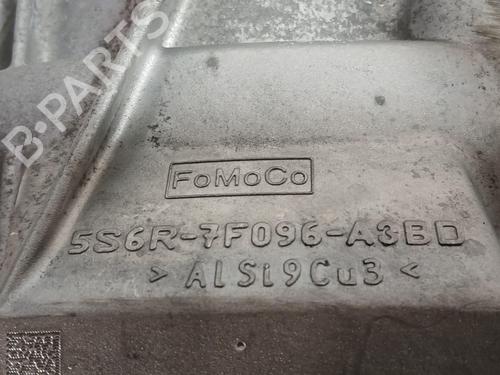 B-PARTS
FoMoCo
5S6R-7F096-A3BD
> AlSi9Cu3 <